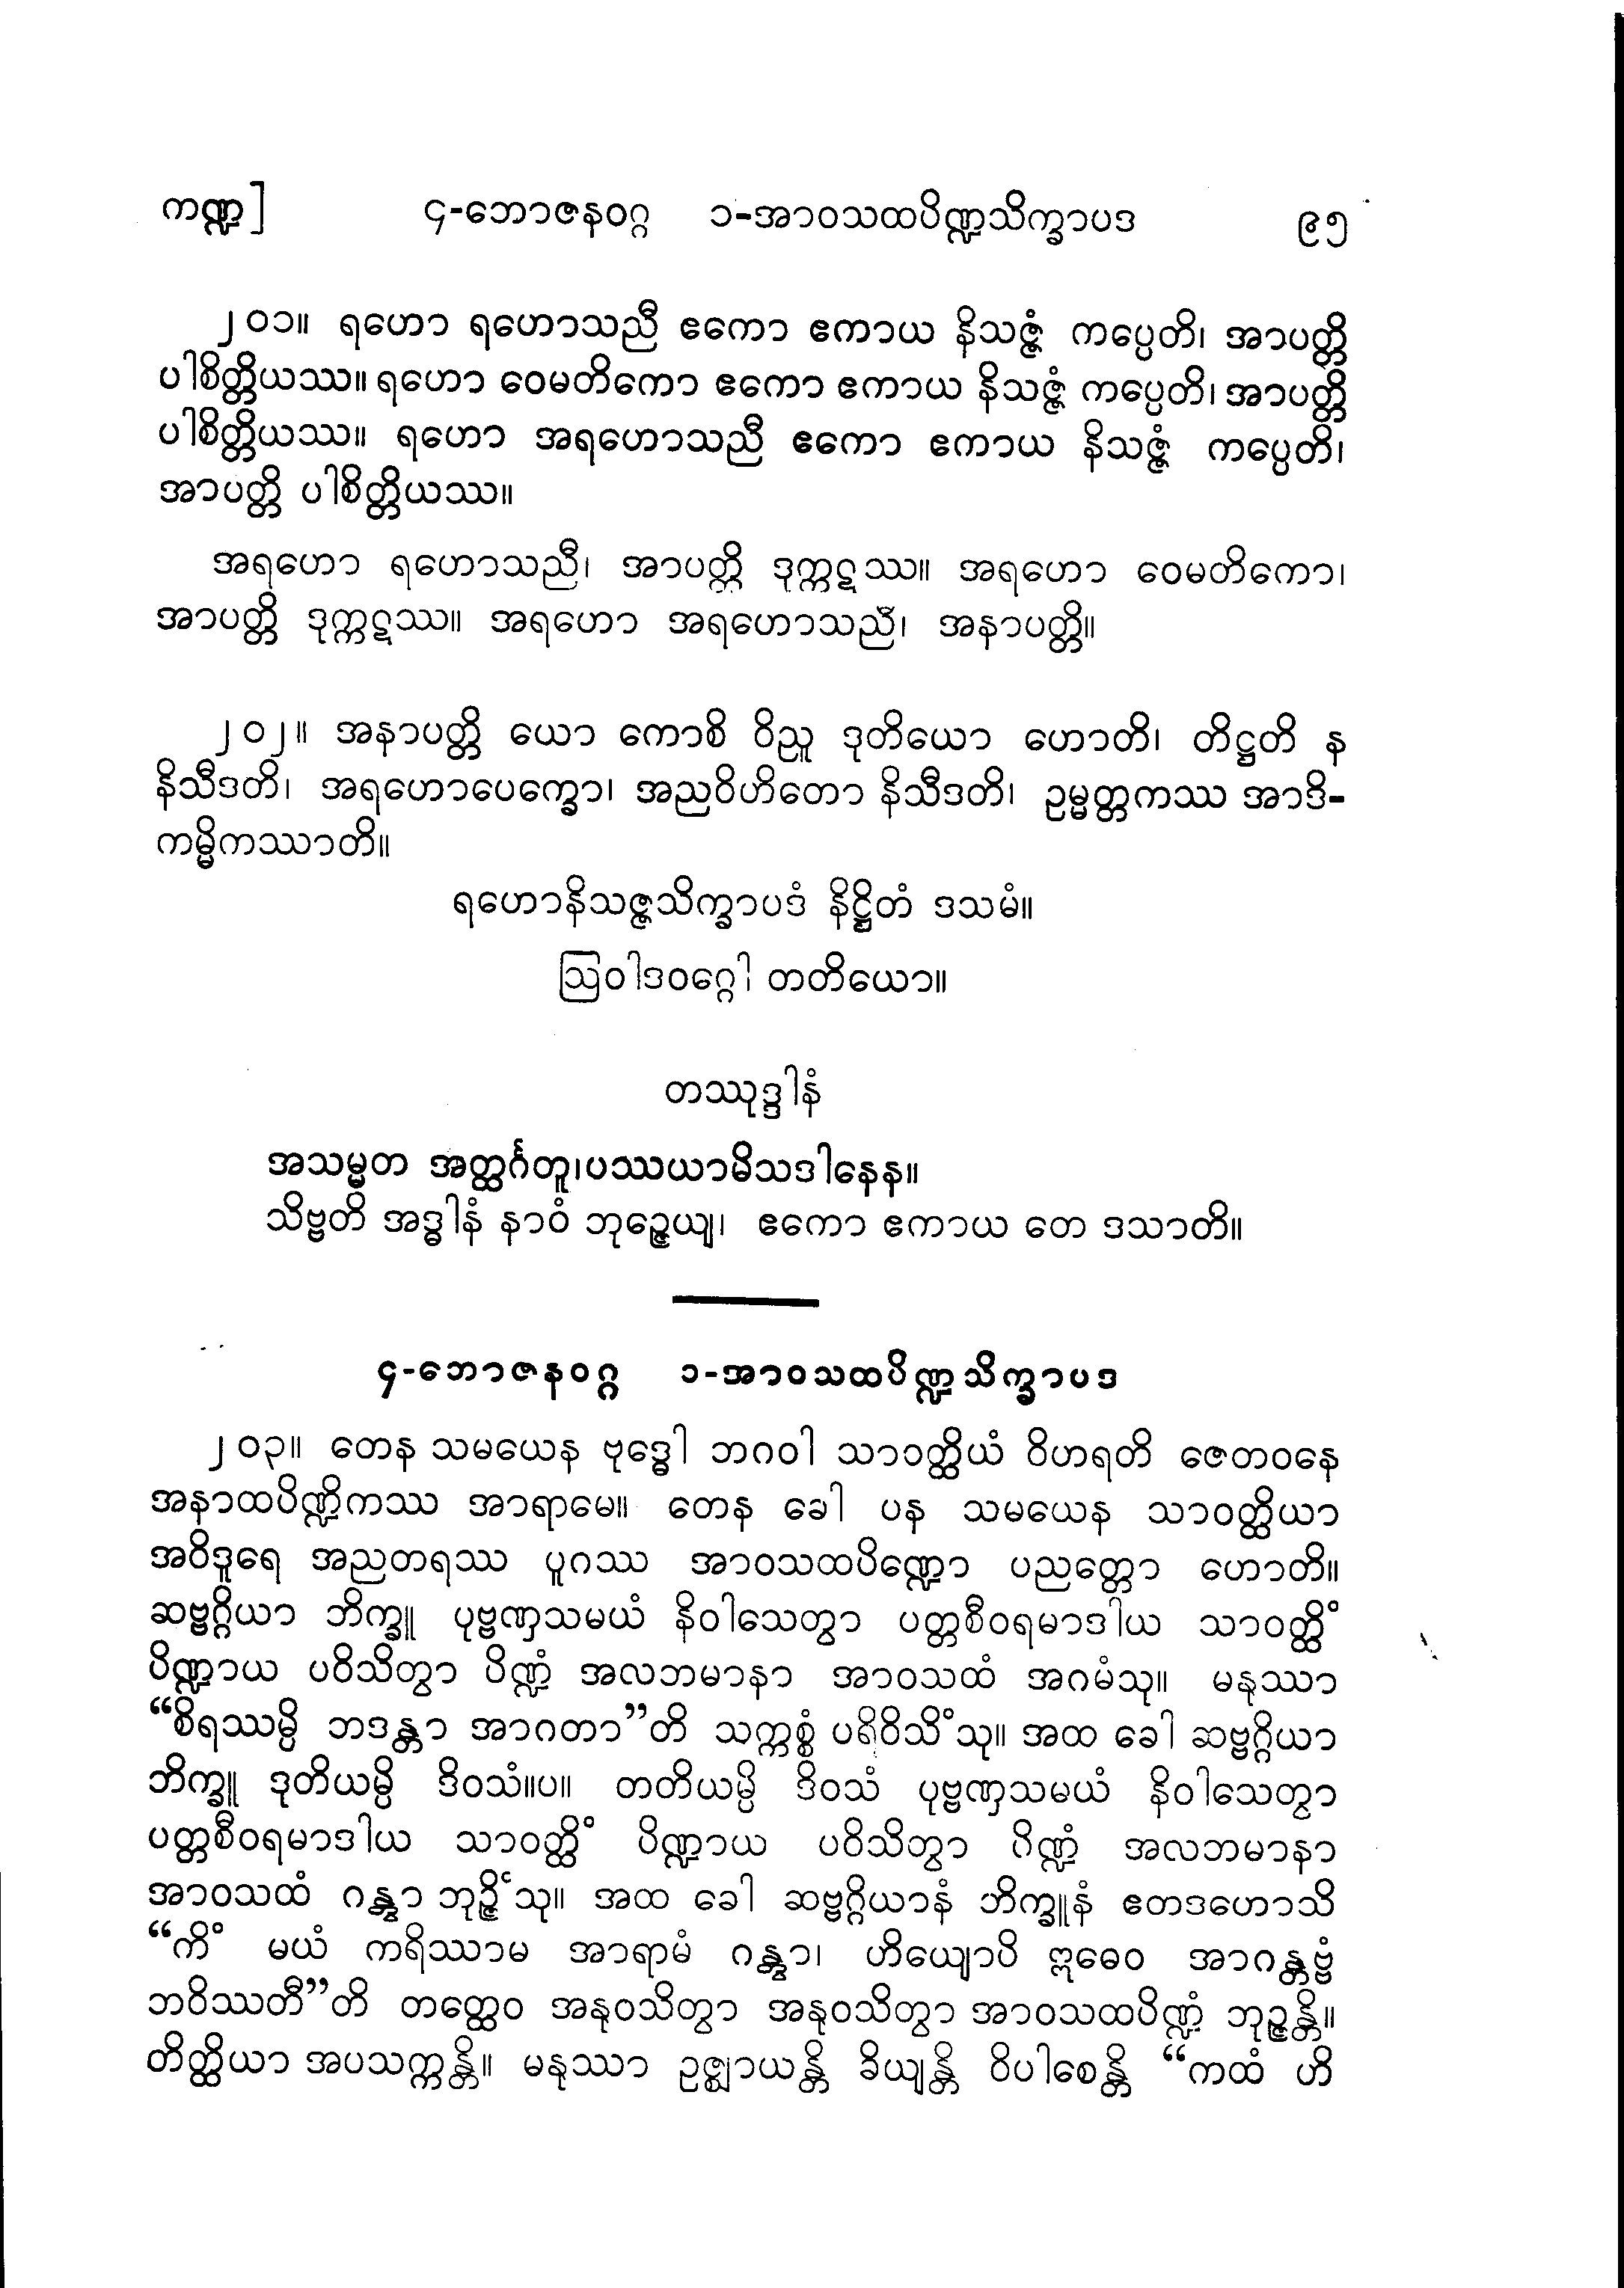 ကဏ္ဍ] ၄-ဘောဇနဝဂ္ဂ ၁-အာဝသထပိဏ္ဍသိက္ခာပဒ ၉၅
၂၀၁။ ရဟော ရဟောသညီ ဧကော ဧကာယ နိသဇ္ဇံ ကပ္ပေတိ၊ အာပတ္တိ
ပါစိတ္တိယဿ။ ရဟော ဝေမတိကော ဧကော ဧကာယ နိသဇ္ဇံ ကပ္ပေတိ၊ အာပတ္တိ
ပါစိတ္တိယဿ။ ရဟော အရဟောသညီ ဧကော ဧကာယ နိသဇ္ဇံ ကပ္ပေတိ၊
အာပတ္တိ ပါစိတ္တိယဿ။
အရဟော ရဟောသညီ၊ အာပတ္တိ ဒုက္ကဋဿ။ အရဟော ဝေမတိကော၊
အာပတ္တိ ဒုက္ကဋဿ။ အရဟော အရဟောသညီ၊ အနာပတ္တိ။
၂၀၂။ အနာပတ္တိ ယော ကောစိ ဝိညူ ဒုတိယော ဟောတိ၊ တိဋ္ဌတိ န
နိသီဒတိ၊ အရဟောပေက္ခော၊ အညဝိဟိတော နိသီဒတိ၊ ဥမ္မတ္တကဿ အာဒိ-
ကမ္မိကဿာတိ။
ရဟောနိသဇ္ဇသိက္ခာပဒံ နိဋ္ဌိတံ ဒသမံ။
ဩဝါဒဝဂ္ဂေါ တတိယော။
တဿုဒ္ဒါနံ
အသမ္မတ အတ္ထင်္ဂတူ၊ပဿယာမိသဒါနေန။
သိဗ္ဗတိ အဒ္ဓါနံ နာဝံ ဘုဉ္ဇေယျ၊ ဧကော ဧကာယ တေ ဒသာတိ။
၄-ဘောဇနဝဂ္ဂ ၁-အာဝသထပိဏ္ဍသိက္ခာပဒ
၂၀၃။ တေန သမယေန ဗုဒ္ဓေါ ဘဂဝါ သာဝတ္ထိယံ ဝိဟရတိ ဇေတဝနေ
အနာထပိဏ္ဍိကဿ အာရာမေ။ တေန ခေါ ပန သမယေန သာဝတ္ထိယာ
အဝိဒူရေ အညတရဿ ပူဂဿ အာဝသထပိဏ္ဍော ပညတ္တော ဟောတိ။
ဆဗ္ဗဂ္ဂိယာ ဘိက္ခူ ပုဗ္ဗဏှသမယံ နိဝါသေတွာ ပတ္တစီဝရမာဒါယ သာဝတ္ထိံ
ပိဏ္ဍာယ ပဝိသိတွာ ပိဏ္ဍံ အလဘမာနာ အာဝသထံ အဂမံသု။ မနုဿာ
“စိရဿမ္ပိ ဘဒန္တာ အာဂတာ”တိ သက္ကစ္စံ ပရိဝိသိံသု။ အထ ခေါ ဆဗ္ဗဂ္ဂိယာ
ဘိက္ခူ ဒုတိယမ္ပိ ဒိဝသံ။ပ။ တတိယမ္ပိ ဒိဝသံ ပုဗ္ဗဏှသမယံ နိဝါသေတွာ
ပတ္တစီဝရမာဒါယ သာဝတ္ထိံ ပိဏ္ဍာယ ပဝိသိတွာ ပိဏ္ဍံ အလဘမာနာ
အာဝသထံ ဂန္တွာ ဘုဉ္ဇိံသု။ အထ ခေါ ဆဗ္ဗဂ္ဂိယာနံ ဘိက္ခူနံ ဧတဒဟောသိ
“ကိံ မယံ ကရိဿာမ အာရာမံ ဂန္တွာ၊ ဟိယျောပိ ဣဓေဝ အာဂန္တဗ္ဗံ
ဘဝိဿတီ”တိ တတ္ထေဝ အနုဝသိတွာ အနုဝသိတွာ အာဝသထပိဏ္ဍံ ဘုဉ္ဇန္တိ။
တိတ္ထိယာ အပသက္ကန္တိ။ မနုဿာ ဥဇ္ဈာယန္တိ ခိယျန္တိ ဝိပါစေန္တိ “ကထံ ဟိ